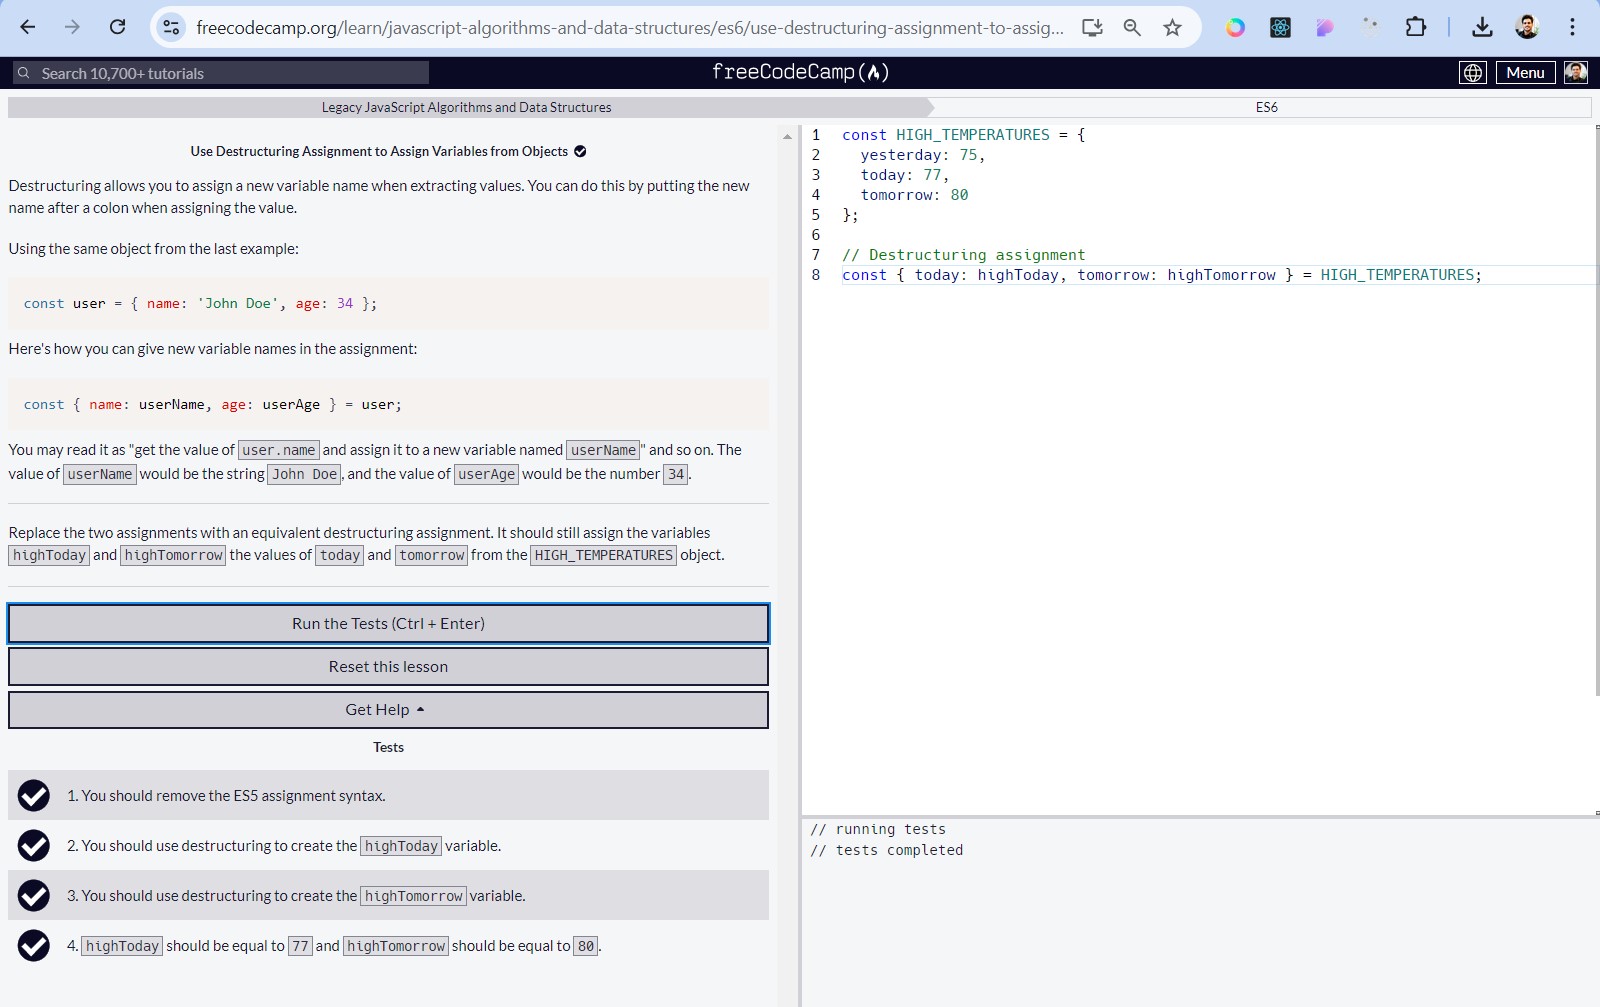 freecodecamp.org/learn/javascript-algorithms-and-data-structures/es6/use-destructuring-assignment-to-assig...
Search 10,700+ tutorials
freeCodeCamp
Menu
Legacy JavaScript Algorithms and Data Structures
ES6
Use Destructuring Assignment to Assign Variables from Objects
Destructuring allows you to assign a new variable name when extracting values. You can do this by putting the new
name after a colon when assigning the value.
Using the same object from the last example:
const user = { name: 'John Doe', age: 34 };
Here's how you can give new variable names in the assignment:
const { name: userName, age: userAge } = user;
You may read it as "get the value of user.name and assign it to a new variable named userName" and so on. The
value of userName would be the string John Doe, and the value of userAge would be the number 34.
Replace the two assignments with an equivalent destructuring assignment. It should still assign the variables
highToday and highTomorrow the values of today and tomorrow from the HIGH_TEMPERATURES object.
Run the Tests (Ctrl + Enter)
Reset this lesson
Get Help
Tests
1. You should remove the ES5 assignment syntax.
2. You should use destructuring to create the highToday variable.
3. You should use destructuring to create the highTomorrow variable.
4. highToday should be equal to 77 and highTomorrow should be equal to 80.
1 const HIGH_TEMPERATURES = {
2 yesterday: 75,
3 today: 77,
4 tomorrow: 80
5 };
6
7 // Destructuring assignment
8 const { today: highToday, tomorrow: highTomorrow } = HIGH_TEMPERATURES;
// running tests
// tests completed